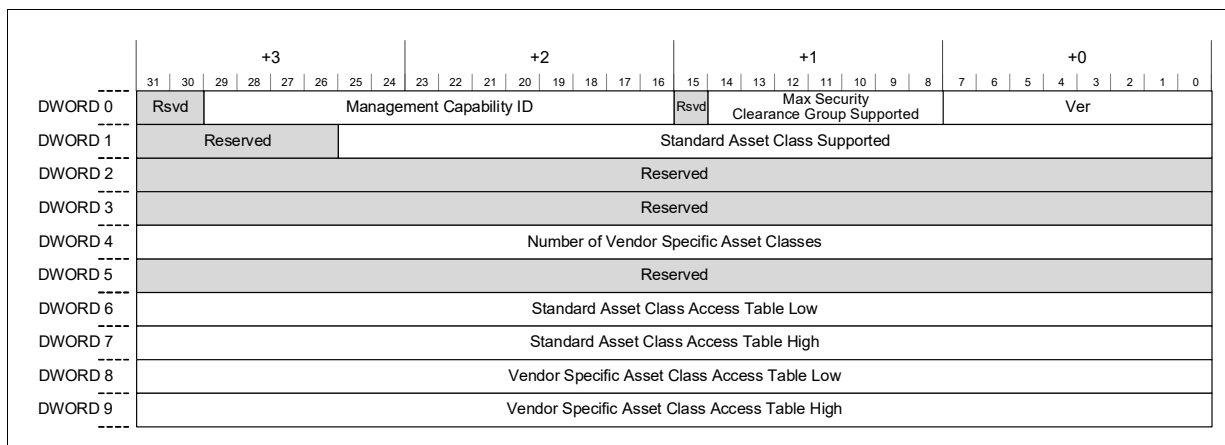 +3 +2 +1 +0
31 30 29 28 27 26 25 24 23 22 21 20 19 18 17 16 15 14 13 12 11 10 9 8 7 6 5 4 3 2 1 0
DWORD 0 Rsvd Management Capability ID Rsvd Max Security
Clearance Group Supported Ver
DWORD 1 Reserved Standard Asset Class Supported
DWORD 2 Reserved
DWORD 3 Reserved
DWORD 4 Number of Vendor Specific Asset Classes
DWORD 5 Reserved
DWORD 6 Standard Asset Class Access Table Low
DWORD 7 Standard Asset Class Access Table High
DWORD 8 Vendor Specific Asset Class Access Table Low
DWORD 9 Vendor Specific Asset Class Access Table High